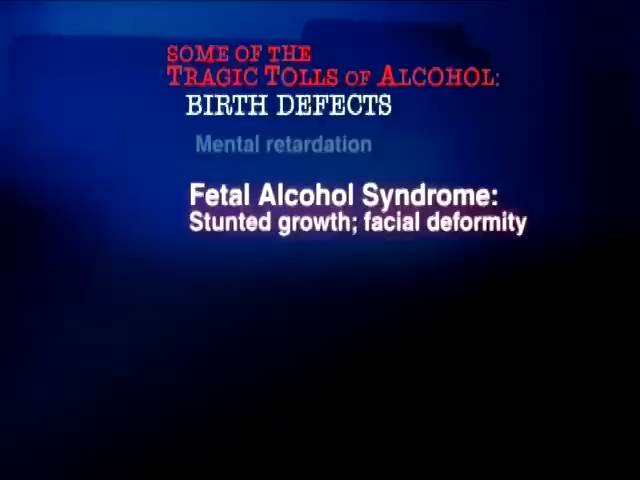 SOME OF THE
TRAGIC TOLLS OF ALCOHOL:
BIRTH DEFECTS
Mental retardation
Fetal Alcohol Syndrome:
Stunted growth; facial deformity